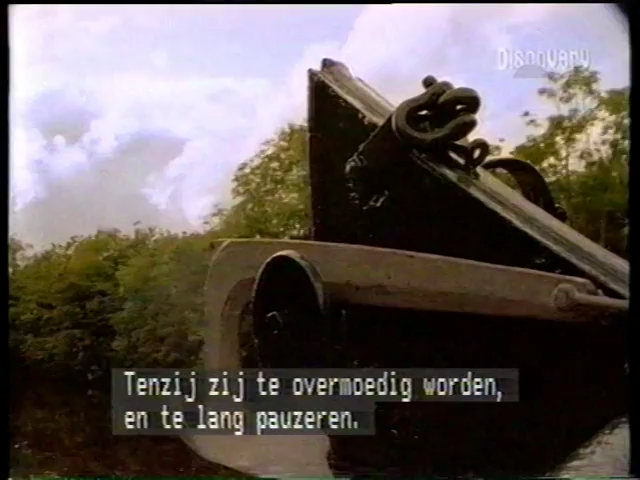 Discovery
Tenzij zij te overmoedig worden,
en te lang pauzeren.